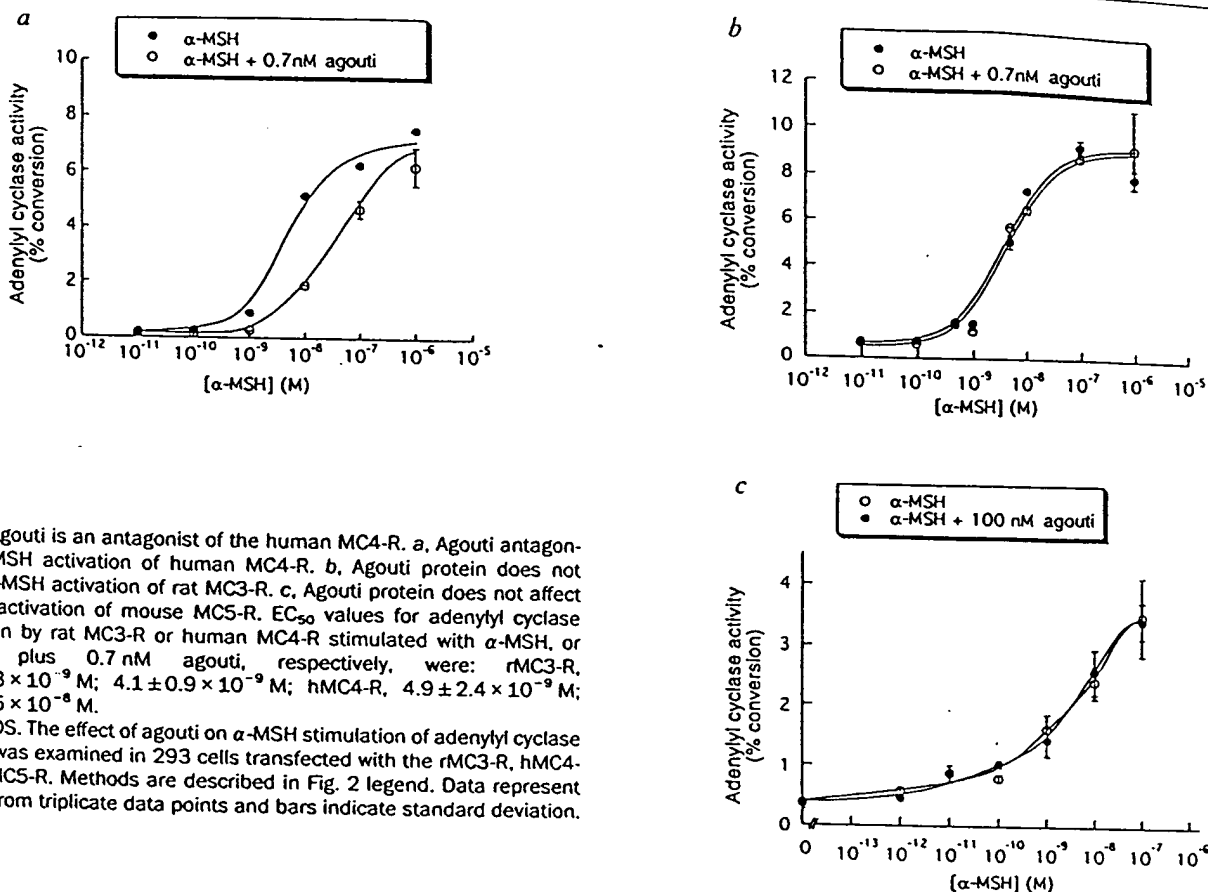 a
α-MSH
α-MSH + 0.7nM agouti
10
8
6
4
2
0
Adenylyl cyclase activity
(% conversion)
10⁻¹² 10⁻¹¹ 10⁻¹⁰ 10⁻⁹ 10⁻⁸ 10⁻⁷ 10⁻⁶ 10⁻⁵
[α-MSH] (M)
b
α-MSH
α-MSH + 0.7nM agouti
12
10
8
6
4
2
0
Adenylyl cyclase activity
(% conversion)
10⁻¹² 10⁻¹¹ 10⁻¹⁰ 10⁻⁹ 10⁻⁸ 10⁻⁷ 10⁻⁶ 10⁻⁵
[α-MSH] (M)
gouti is an antagonist of the human MC4-R. a, Agouti antagon-
MSH activation of human MC4-R. b, Agouti protein does not
-MSH activation of rat MC3-R. c, Agouti protein does not affect
activation of mouse MC5-R. EC₅₀ values for adenylyl cyclase
n by rat MC3-R or human MC4-R stimulated with α-MSH, or
plus 0.7 nM agouti, respectively, were: rMC3-R,
× 10⁻⁹ M; 4.1 ± 0.9 × 10⁻⁹ M; hMC4-R, 4.9 ± 2.4 × 10⁻⁹ M;
× 10⁻⁸ M.
OS. The effect of agouti on α-MSH stimulation of adenylyl cyclase
was examined in 293 cells transfected with the rMC3-R, hMC4-
MC5-R. Methods are described in Fig. 2 legend. Data represent
rom triplicate data points and bars indicate standard deviation.
c
α-MSH
α-MSH + 100 nM agouti
4
3
2
1
0
Adenylyl cyclase activity
(% conversion)
0 10⁻¹³ 10⁻¹² 10⁻¹¹ 10⁻¹⁰ 10⁻⁹ 10⁻⁸ 10⁻⁷ 10⁻⁶
[α-MSH] (M)